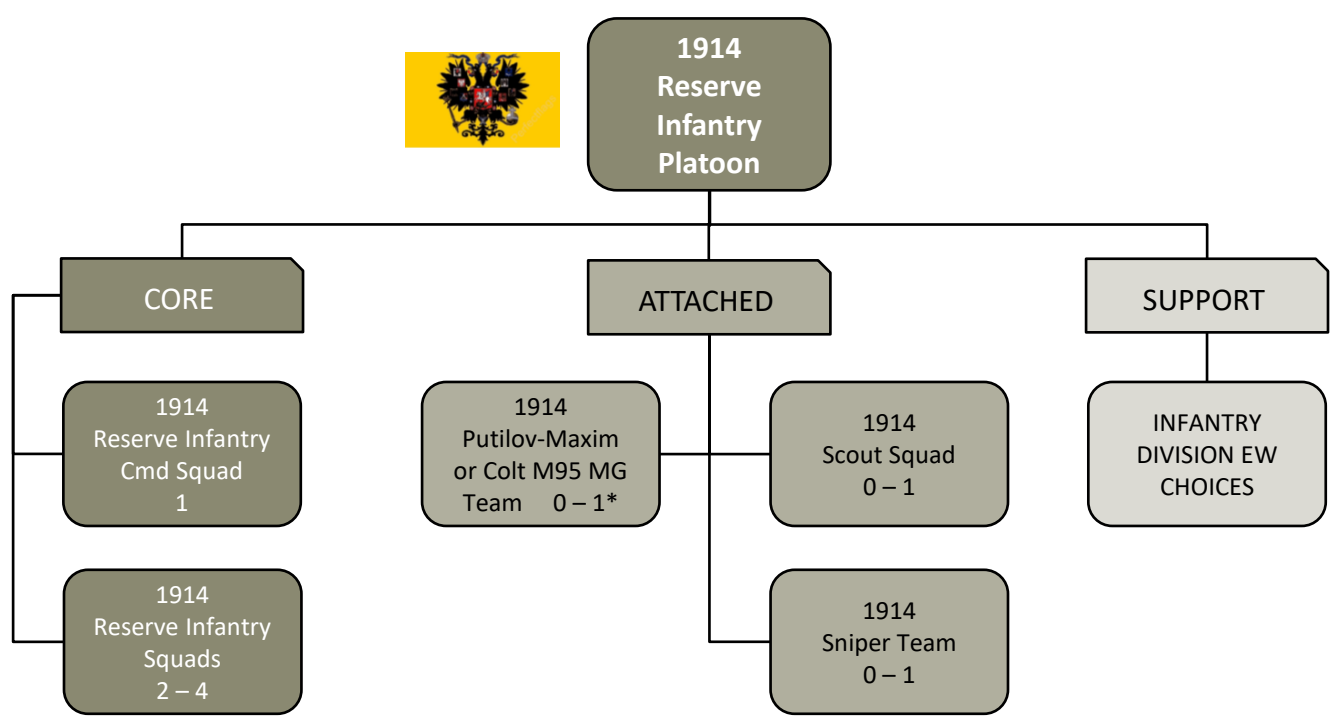 1914
Reserve
Infantry
Platoon
CORE
ATTACHED
SUPPORT
1914
Reserve Infantry
Cmd Squad
1
1914
Putilov-Maxim
or Colt M95 MG
Team 0 – 1*
1914
Scout Squad
0 – 1
INFANTRY
DIVISION EW
CHOICES
1914
Reserve Infantry
Squads
2 – 4
1914
Sniper Team
0 – 1